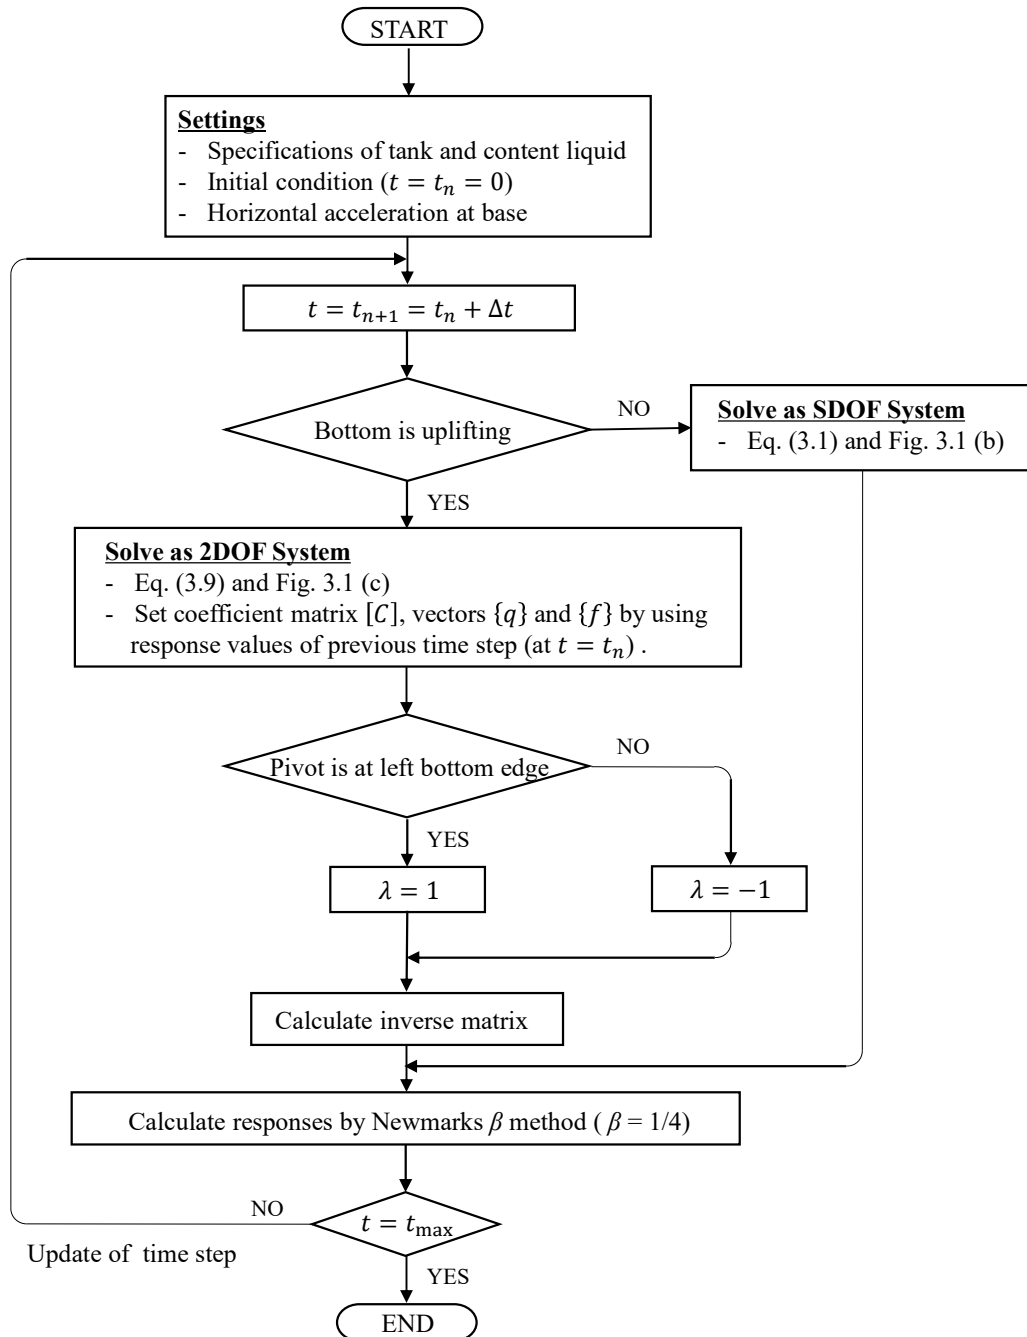 START
Settings
- Specifications of tank and content liquid
- Initial condition (t = tₙ = 0)
- Horizontal acceleration at base
t = tₙ₊₁ = tₙ + Δt
Bottom is uplifting
NO
Solve as SDOF System
- Eq. (3.1) and Fig. 3.1 (b)
YES
Solve as 2DOF System
- Eq. (3.9) and Fig. 3.1 (c)
- Set coefficient matrix [C], vectors {q} and {f} by using
response values of previous time step (at t = tₙ) .
Pivot is at left bottom edge
NO
YES
λ = 1
λ = −1
Calculate inverse matrix
Calculate responses by Newmarks β method ( β = 1/4)
NO
t = t_max
Update of time step
YES
END